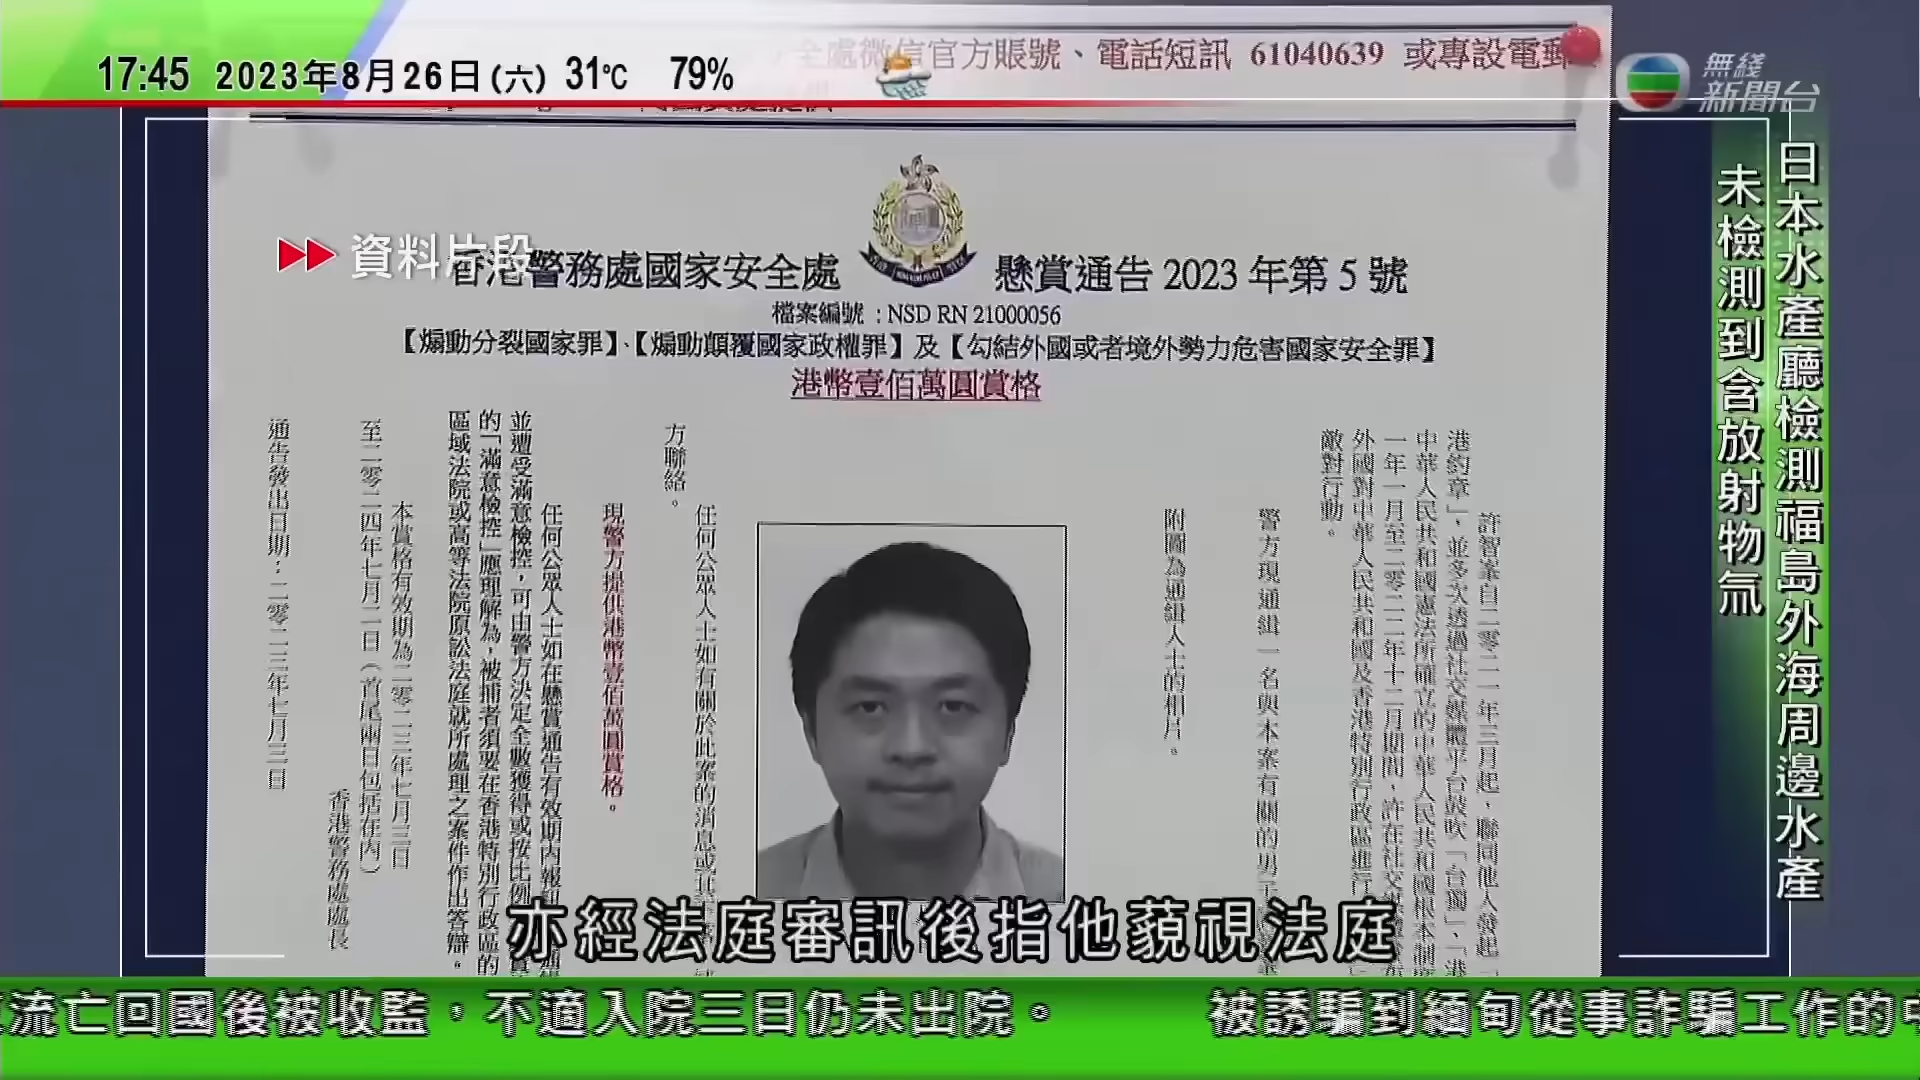 17:45 2023年8月26日(六) 31℃ 79%
全處微信官方賬號、電話短訊 61040639 或專設電郵
無綫
新聞台
日本水產廳檢測福島外海周邊水產
未檢測到含放射物氚
資料片段
香港警務處國家安全處
懸賞通告 2023 年第 5 號
檔案編號 : NSD RN 21000056
【煽動分裂國家罪】、【煽動顛覆國家政權罪】及【勾結外國或者境外勢力危害國家安全罪】
港幣壹佰萬圓賞格
許智峯自二零二一年三月起，聯同他人發起「
港約章」，並多次透過社交媒體平台鼓吹「台獨」、「港
中華人民共和國憲法所確立的中華人民共和國根本制度
一年一月至二零二二年十二月期間，許在社交
外國對中華人民共和國及香港特別行政區進行
敵對行動。
警方現通緝一名與本案有關的男子
附圖為通緝人士的相片。
任何公眾人士如有關於此案的消息或其
方聯絡。
現警方提供港幣壹佰萬圓賞格。
任何公眾人士如在懸賞通告有效期內報
並遭受滿意檢控，可由警方決定全數獲得或按比例
的「滿意檢控」應理解為，被捕者須要在香港特別行政區的
區域法院或高等法院原訟法庭就所處理之案件作出答辯。
本賞格有效期為二零二三年七月三日
至二零二四年七月二日（首尾兩日包括在內）
香港警務處處長
通告發出日期：二零二三年七月三日
亦經法庭審訊後指他藐視法庭
流亡回國後被收監，不適入院三日仍未出院。 被誘騙到緬甸從事詐騙工作的